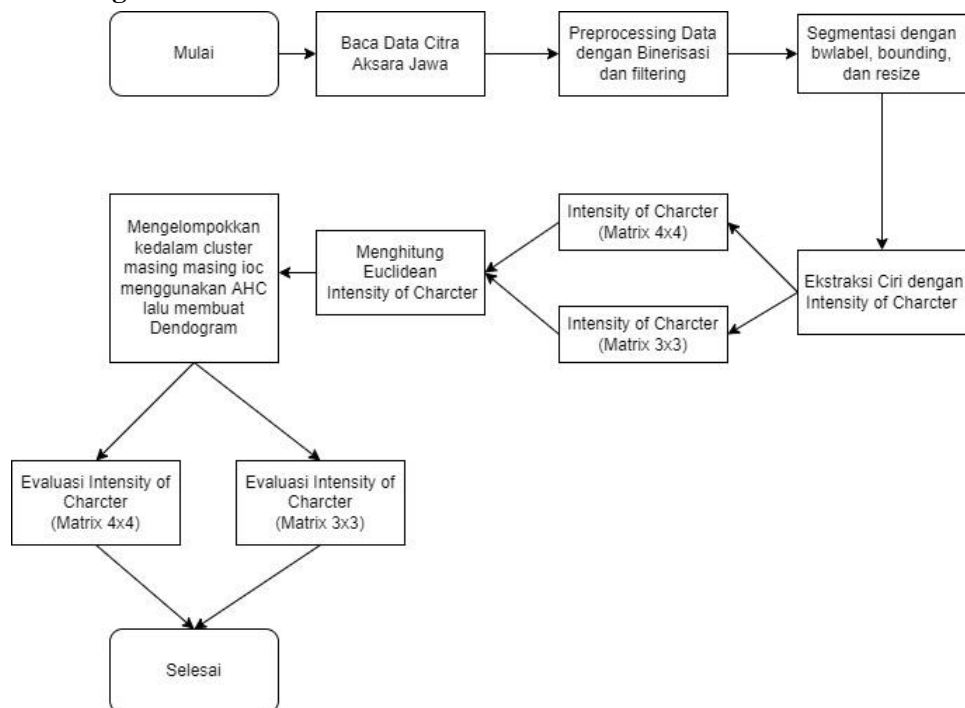 Mulai
Baca Data Citra
Aksara Jawa
Preprocessing Data
dengan Binerisasi
dan filtering
Segmentasi dengan
bwlabel, bounding,
dan resize
Ekstraksi Ciri dengan
Intensity of Charcter
Intensity of Charcter
(Matrix 4x4)
Intensity of Charcter
(Matrix 3x3)
Menghitung
Euclidean
Intensity of Charcter
Mengelompokkan
kedalam cluster
masing masing ioc
menggunakan AHC
lalu membuat
Dendogram
Evaluasi Intensity of
Charcter
(Matrix 4x4)
Evaluasi Intensity of
Charcter
(Matrix 3x3)
Selesai